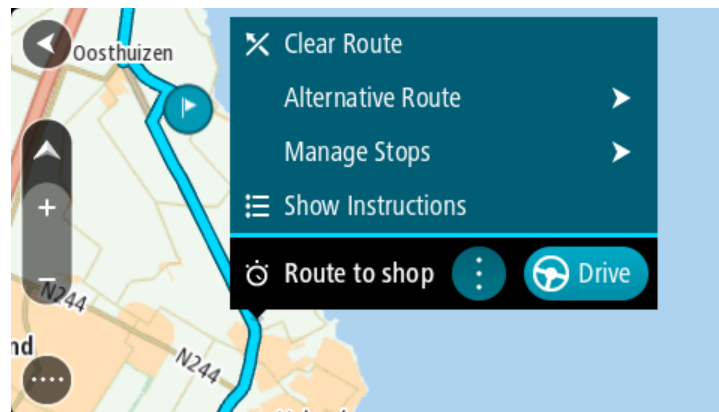 Oosthuizen
Clear Route
Alternative Route
Manage Stops
Show Instructions
Route to shop
Drive
N244
N244
nd